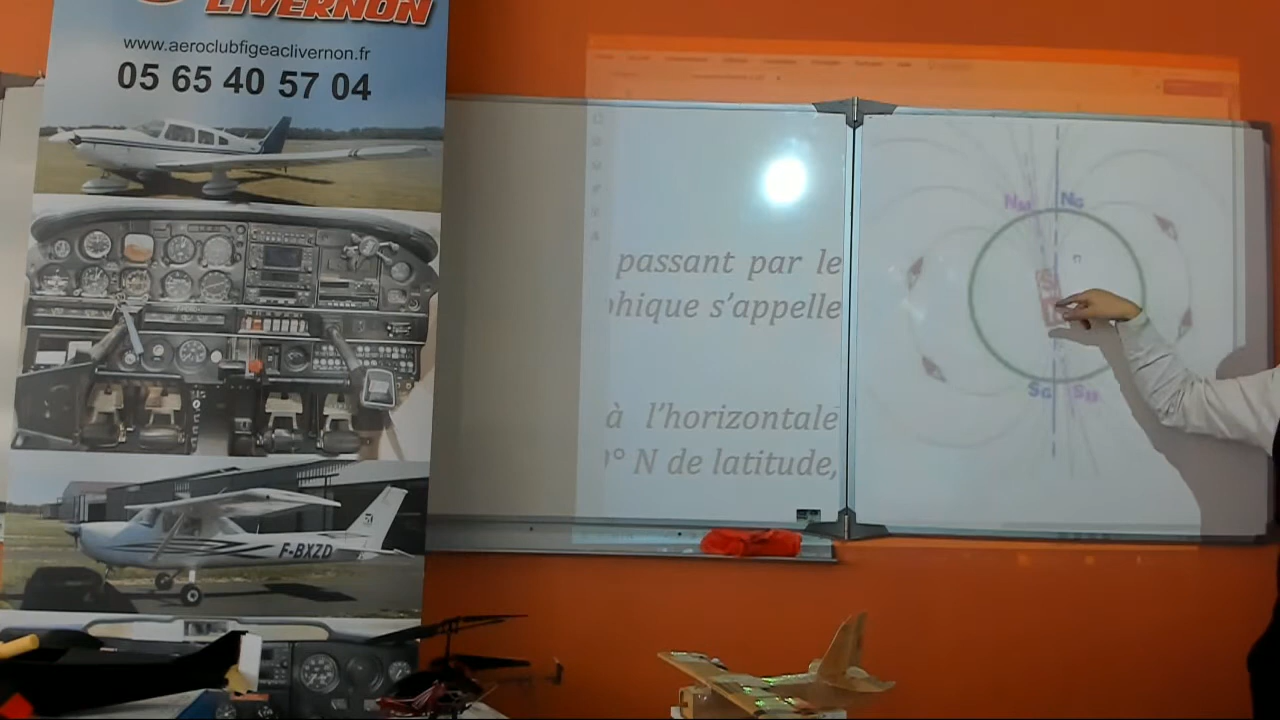 LIVERNON
www.aeroclubfigeaclivernon.fr
05 65 40 57 04
F-BXZD
passant par le
hique s'appelle
à l'horizontale
° N de latitude,
NM NG
SG SM